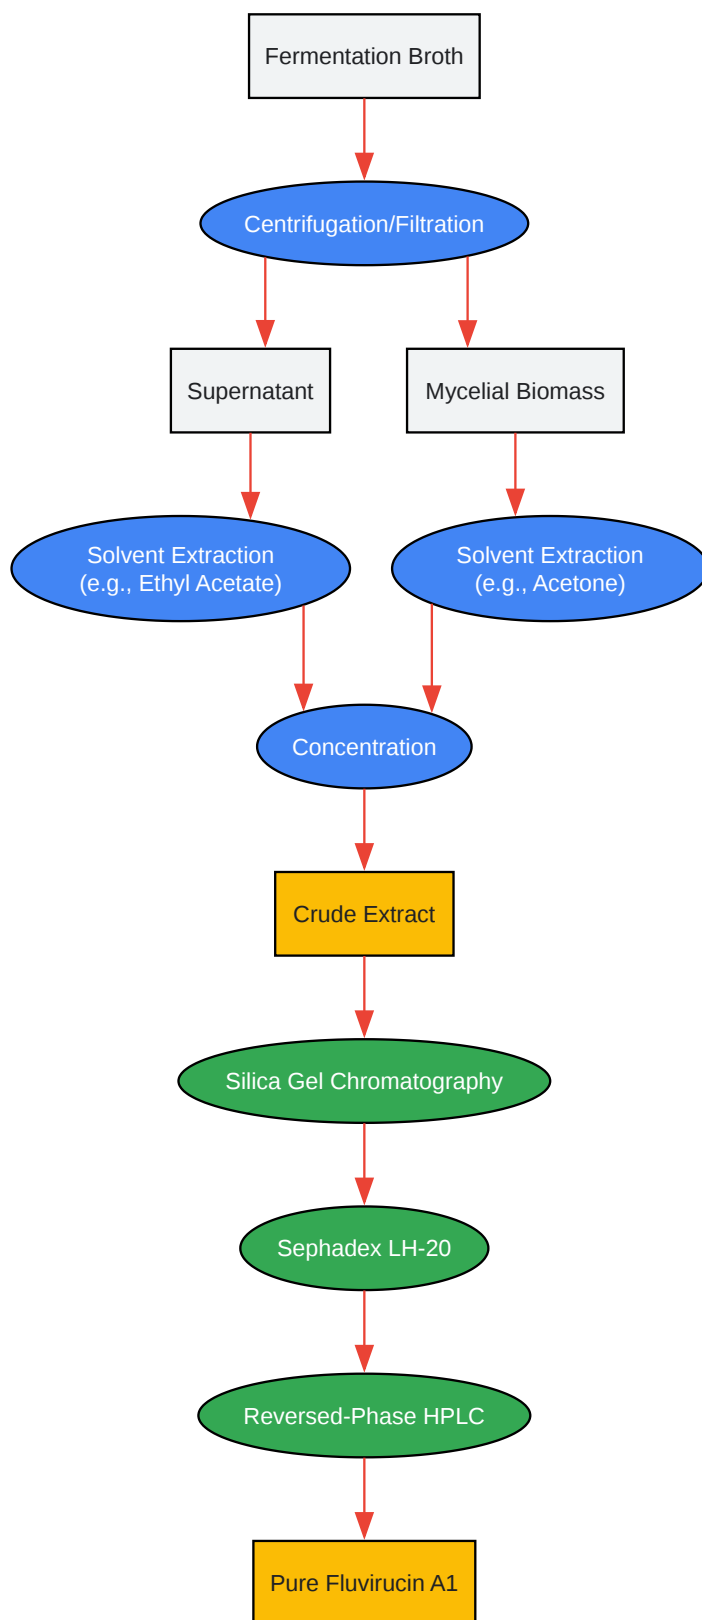 Fermentation Broth
Centrifugation/Filtration
Supernatant
Mycelial Biomass
Solvent Extraction
(e.g., Ethyl Acetate)
Solvent Extraction
(e.g., Acetone)
Concentration
Crude Extract
Silica Gel Chromatography
Sephadex LH-20
Reversed-Phase HPLC
Pure Fluvirucin A1